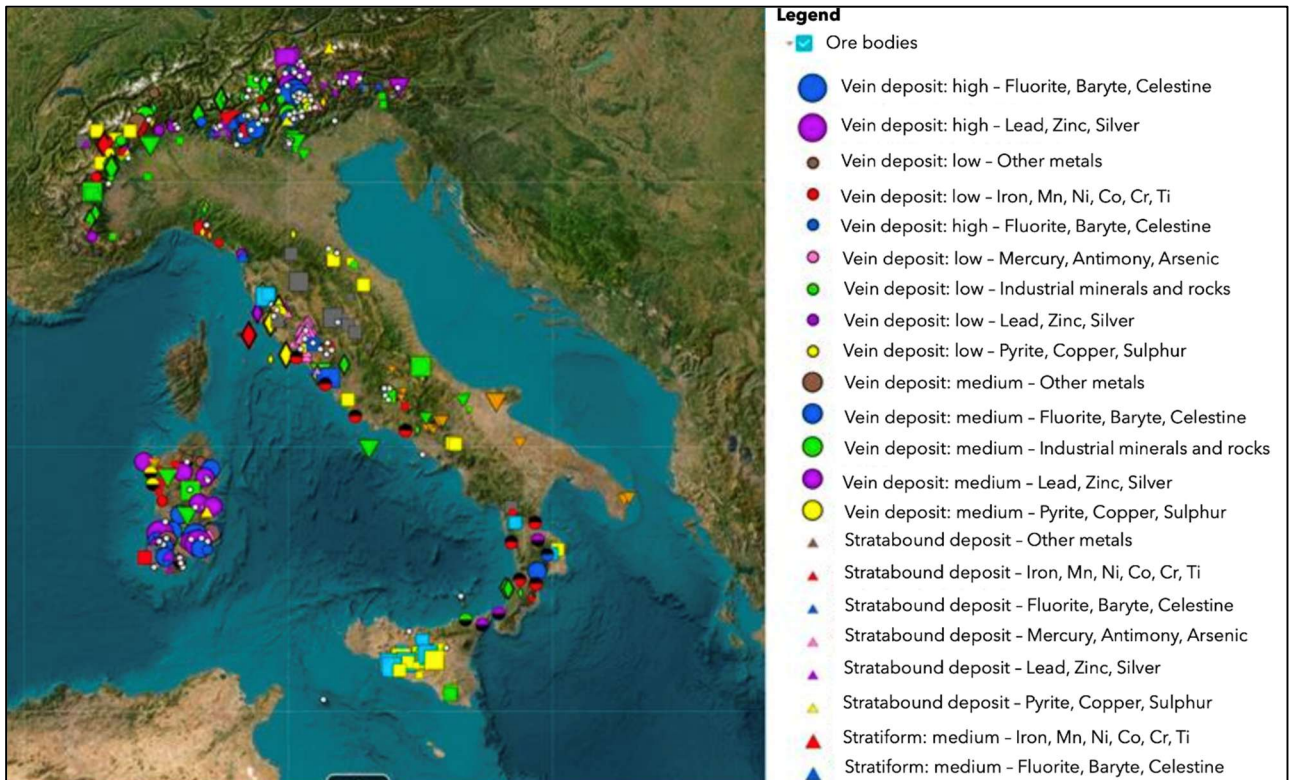 Legend
Ore bodies
Vein deposit: high – Fluorite, Baryte, Celestine
Vein deposit: high – Lead, Zinc, Silver
Vein deposit: low – Other metals
Vein deposit: low – Iron, Mn, Ni, Co, Cr, Ti
Vein deposit: high – Fluorite, Baryte, Celestine
Vein deposit: low – Mercury, Antimony, Arsenic
Vein deposit: low – Industrial minerals and rocks
Vein deposit: low – Lead, Zinc, Silver
Vein deposit: low – Pyrite, Copper, Sulphur
Vein deposit: medium – Other metals
Vein deposit: medium – Fluorite, Baryte, Celestine
Vein deposit: medium – Industrial minerals and rocks
Vein deposit: medium – Lead, Zinc, Silver
Vein deposit: medium – Pyrite, Copper, Sulphur
Stratabound deposit – Other metals
Stratabound deposit – Iron, Mn, Ni, Co, Cr, Ti
Stratabound deposit – Fluorite, Baryte, Celestine
Stratabound deposit – Mercury, Antimony, Arsenic
Stratabound deposit – Lead, Zinc, Silver
Stratabound deposit – Pyrite, Copper, Sulphur
Stratiform: medium – Iron, Mn, Ni, Co, Cr, Ti
Stratiform: medium – Fluorite, Baryte, Celestine